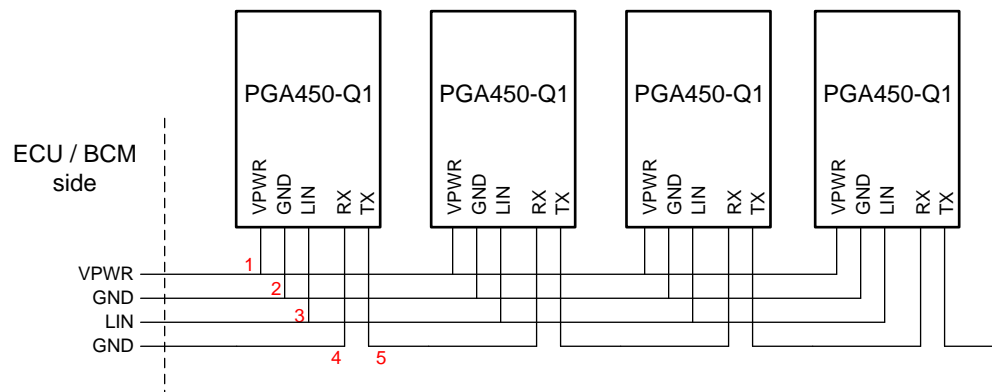 PGA450-Q1
PGA450-Q1
PGA450-Q1
PGA450-Q1
ECU / BCM
side
VPWR
GND
LIN
RX
TX
VPWR
GND
LIN
RX
TX
VPWR
GND
LIN
RX
TX
VPWR
GND
LIN
RX
TX
1
VPWR
2
GND
3
LIN
GND
4
5